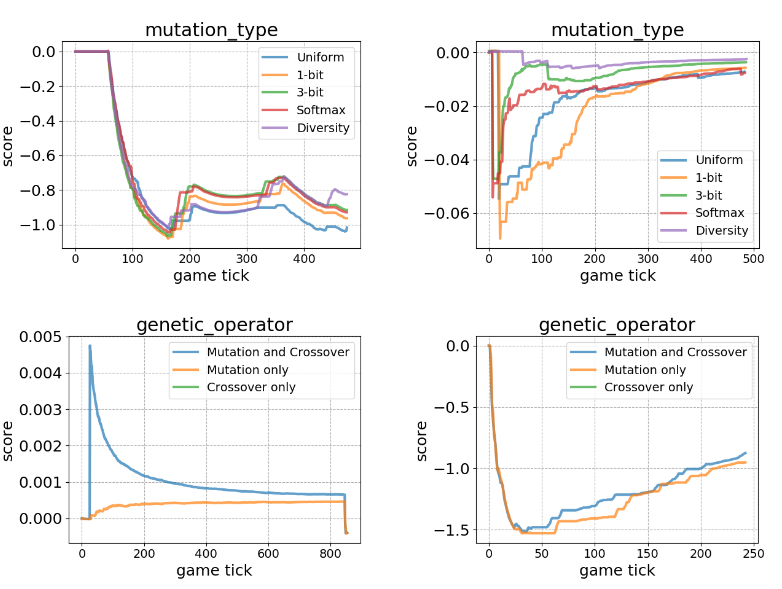 mutation_type
score
0.0
−0.2
−0.4
−0.6
−0.8
−1.0
Uniform
1-bit
3-bit
Softmax
Diversity
0 100 200 300 400
game tick
mutation_type
score
0.00
−0.02
−0.04
−0.06
Uniform
1-bit
3-bit
Softmax
Diversity
0 100 200 300 400 500
game tick
genetic_operator
score
0.005
0.004
0.003
0.002
0.001
0.000
Mutation and Crossover
Mutation only
Crossover only
0 200 400 600 800
game tick
genetic_operator
score
0.0
−0.5
−1.0
−1.5
Mutation and Crossover
Mutation only
Crossover only
0 50 100 150 200 250
game tick